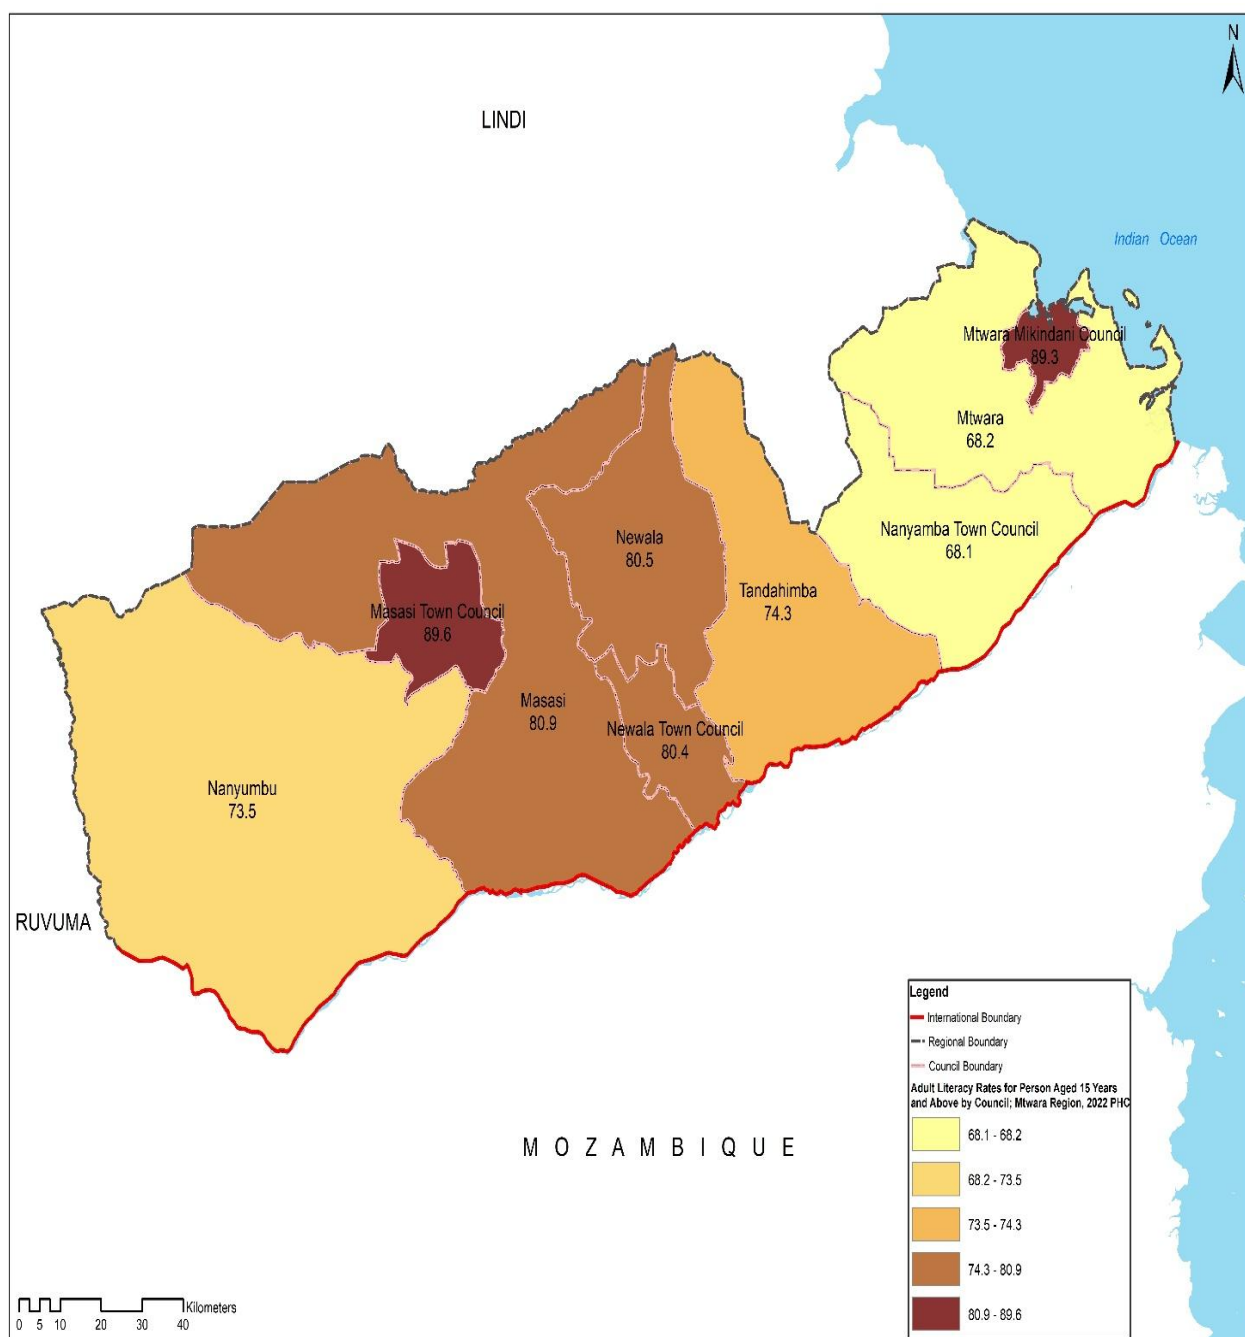 N
LINDI
Indian Ocean
Mtwara Mikindani Council
89.3
Mtwara
68.2
Nanyamba Town Council
68.1
Newala
80.5
Tandahimba
74.3
Masasi Town Council
89.6
Masasi
80.9
Newala Town Council
80.4
Nanyumbu
73.5
RUVUMA
MOZAMBIQUE
Legend
International Boundary
Regional Boundary
Council Boundary
Adult Literacy Rates for Person Aged 15 Years
and Above by Council; Mtwara Region, 2022 PHC
68.1 - 68.2
68.2 - 73.5
73.5 - 74.3
74.3 - 80.9
80.9 - 89.6
Kilometers
0 5 10 20 30 40